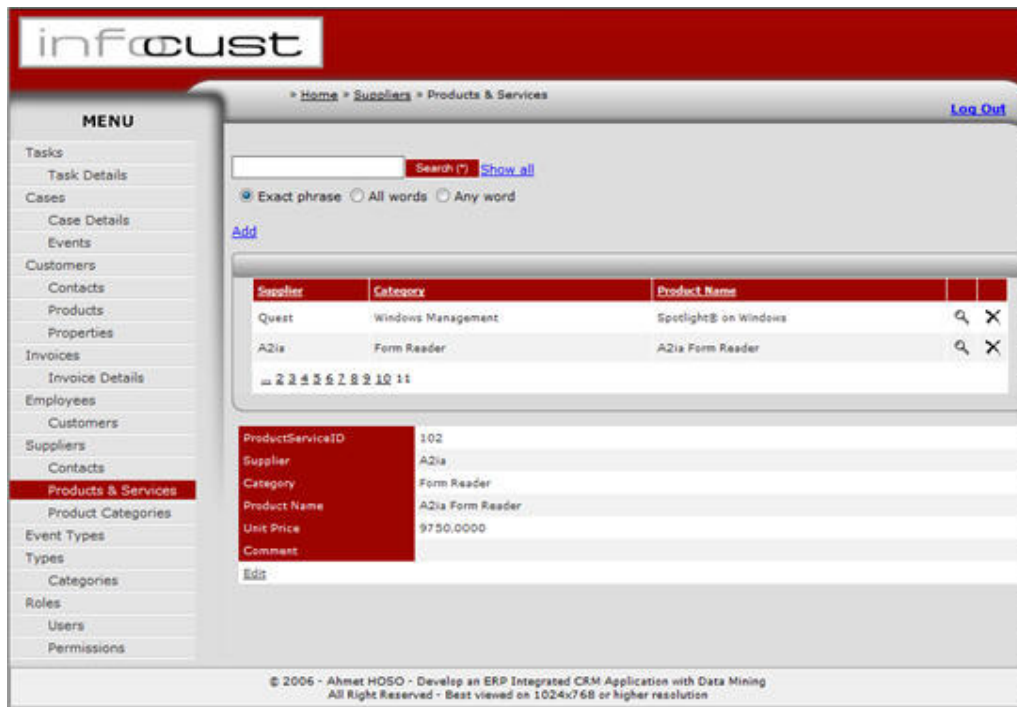 infocust
» Home » Suppliers » Products & Services
Log Out
MENU
Tasks
Task Details
Cases
Case Details
Events
Customers
Contacts
Products
Properties
Invoices
Invoice Details
Employees
Customers
Suppliers
Contacts
Products & Services
Product Categories
Event Types
Types
Categories
Roles
Users
Permissions
Search (*) Show all
Exact phrase All words Any word
Add
Supplier Category Product Name
Quest Windows Management Spotlight® on Windows
A2ia Form Reader A2ia Form Reader
... 2 3 4 5 6 7 8 9 10 11
ProductServiceID 102
Supplier A2ia
Category Form Reader
Product Name A2ia Form Reader
Unit Price 9750.0000
Comment
Edit
© 2006 - Ahmet HOSO - Develop an ERP Integrated CRM Application with Data Mining
All Right Reserved - Best viewed on 1024x768 or higher resolution